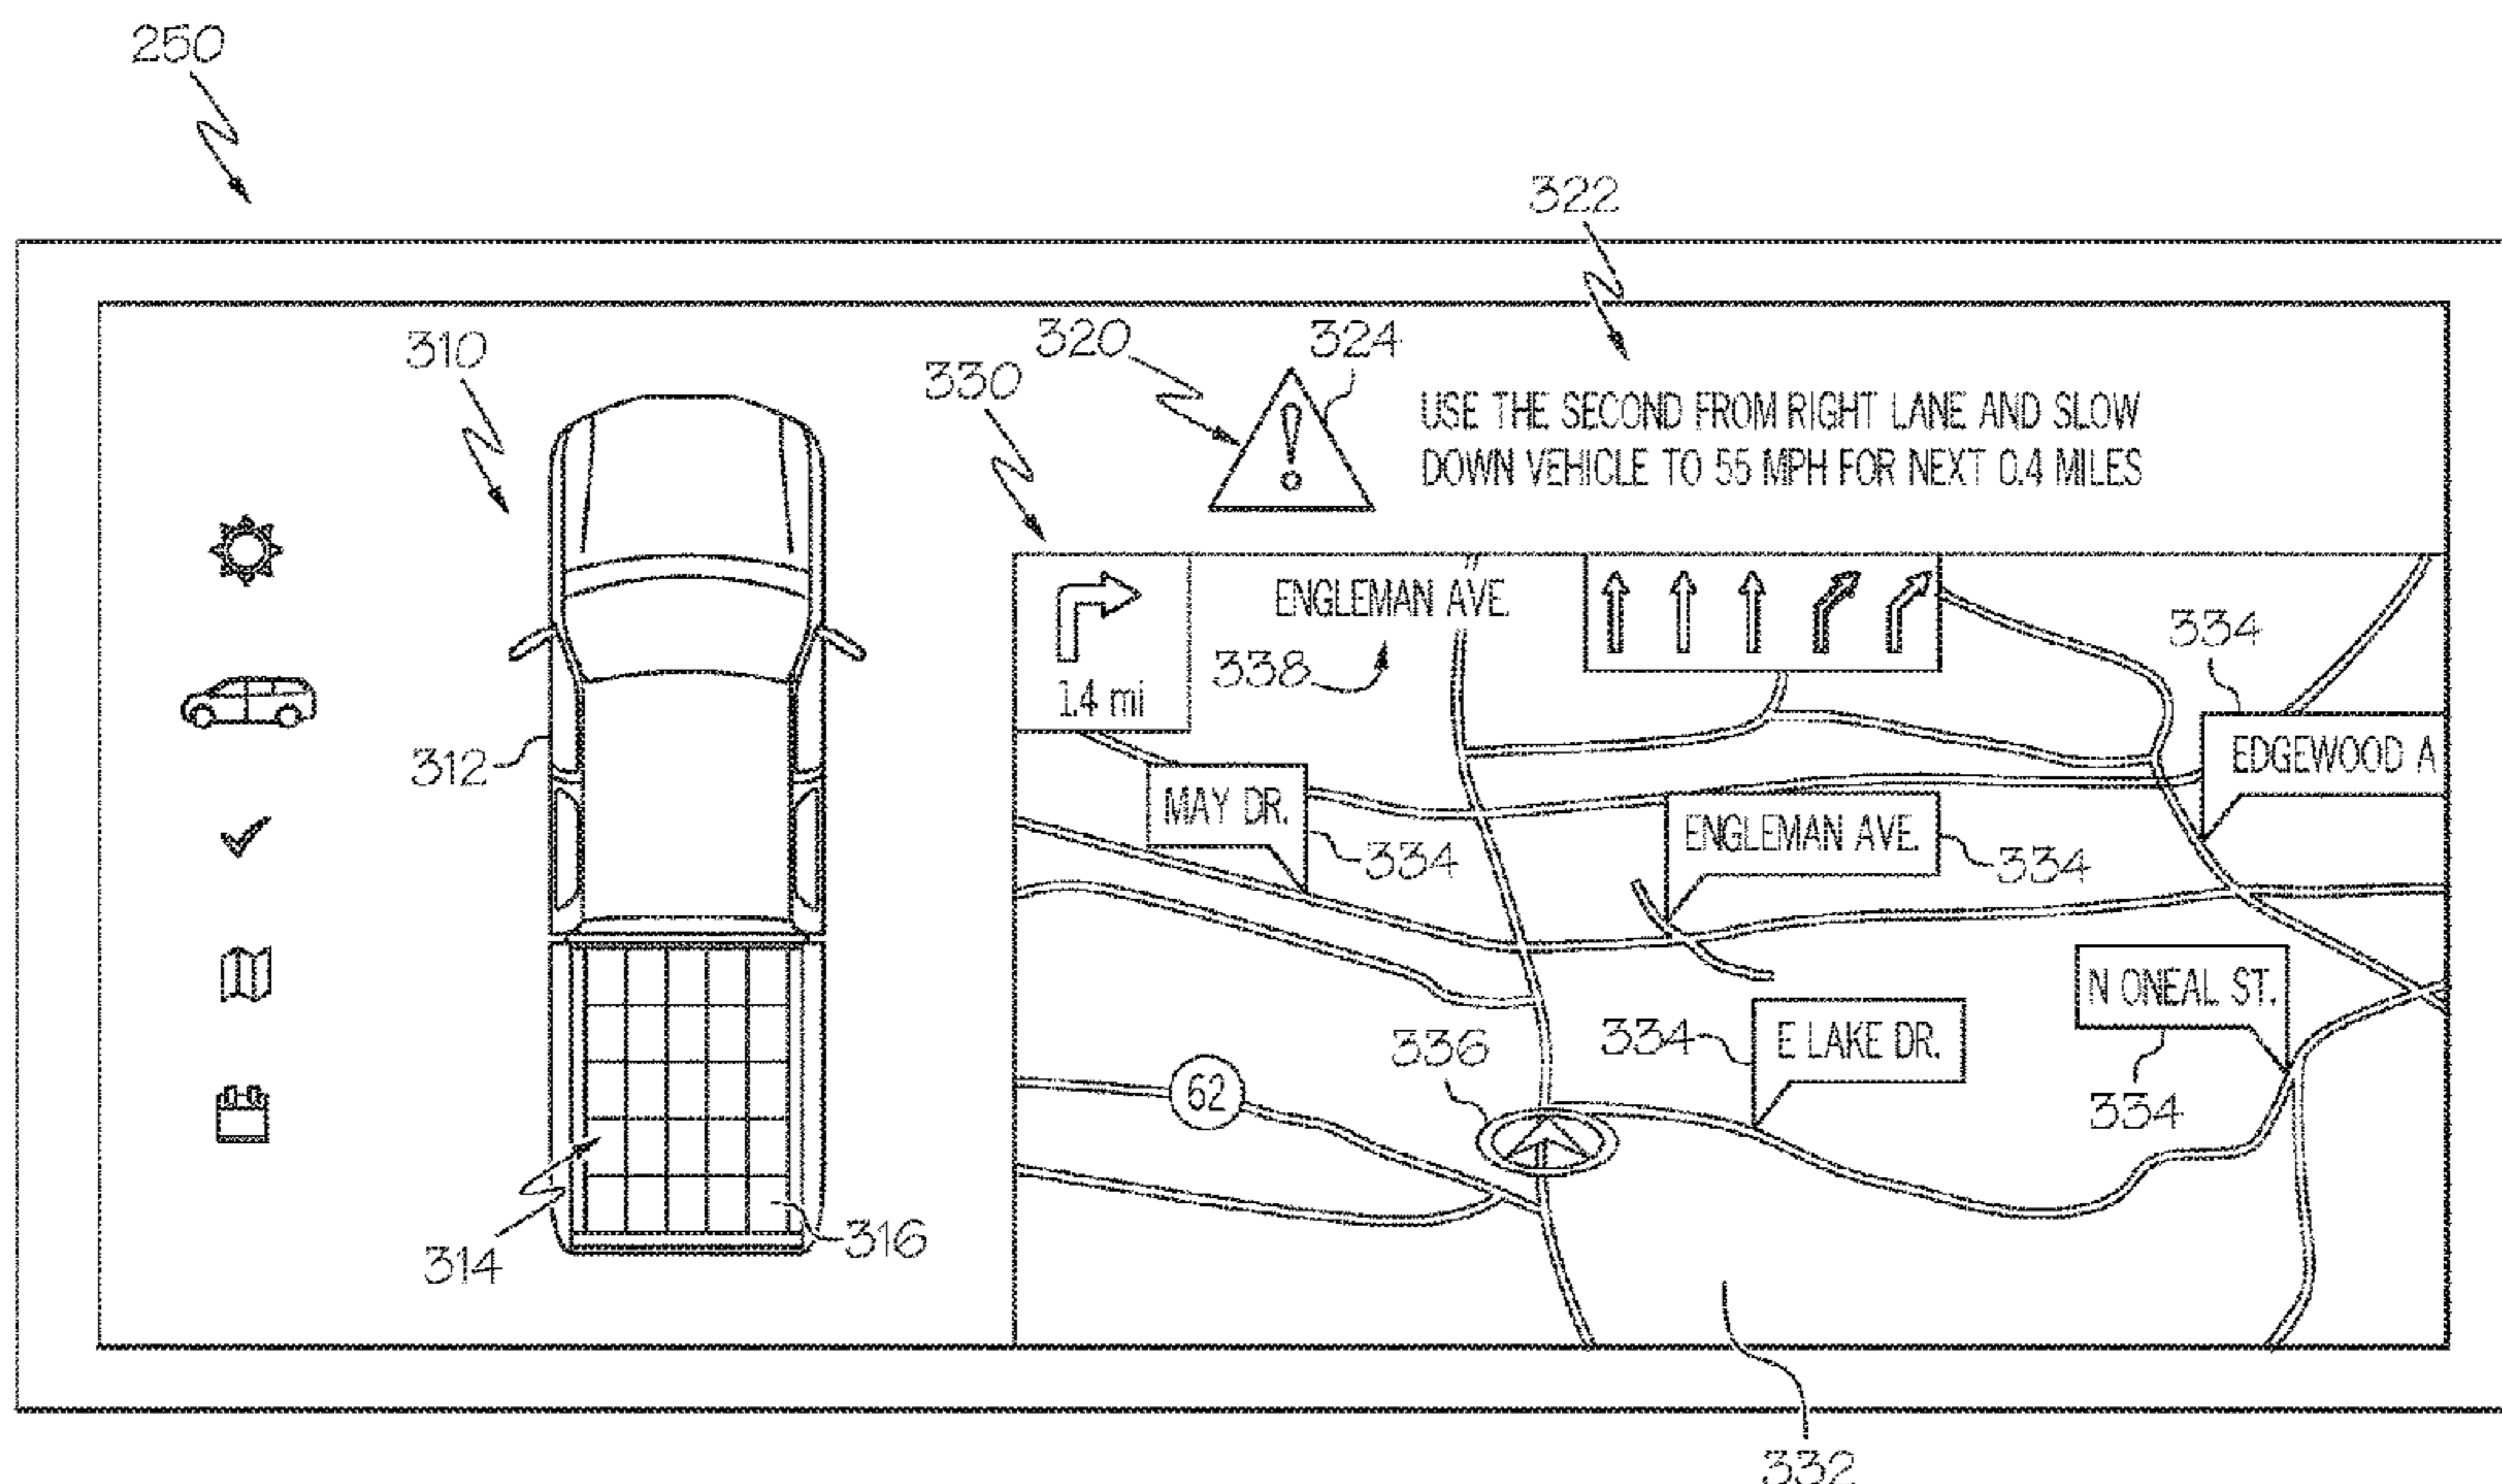 250
322
310
320
324
330
USE THE SECOND FROM RIGHT LANE AND SLOW
DOWN VEHICLE TO 55 MPH FOR NEXT 0.4 MILES
ENGLEMAN AVE.
338
1.4 mi
334
312
EDGEWOOD A
MAY DR.
334
ENGLEMAN AVE.
334
N ONEAL ST.
336
334
E LAKE DR.
62
334
314
316
332